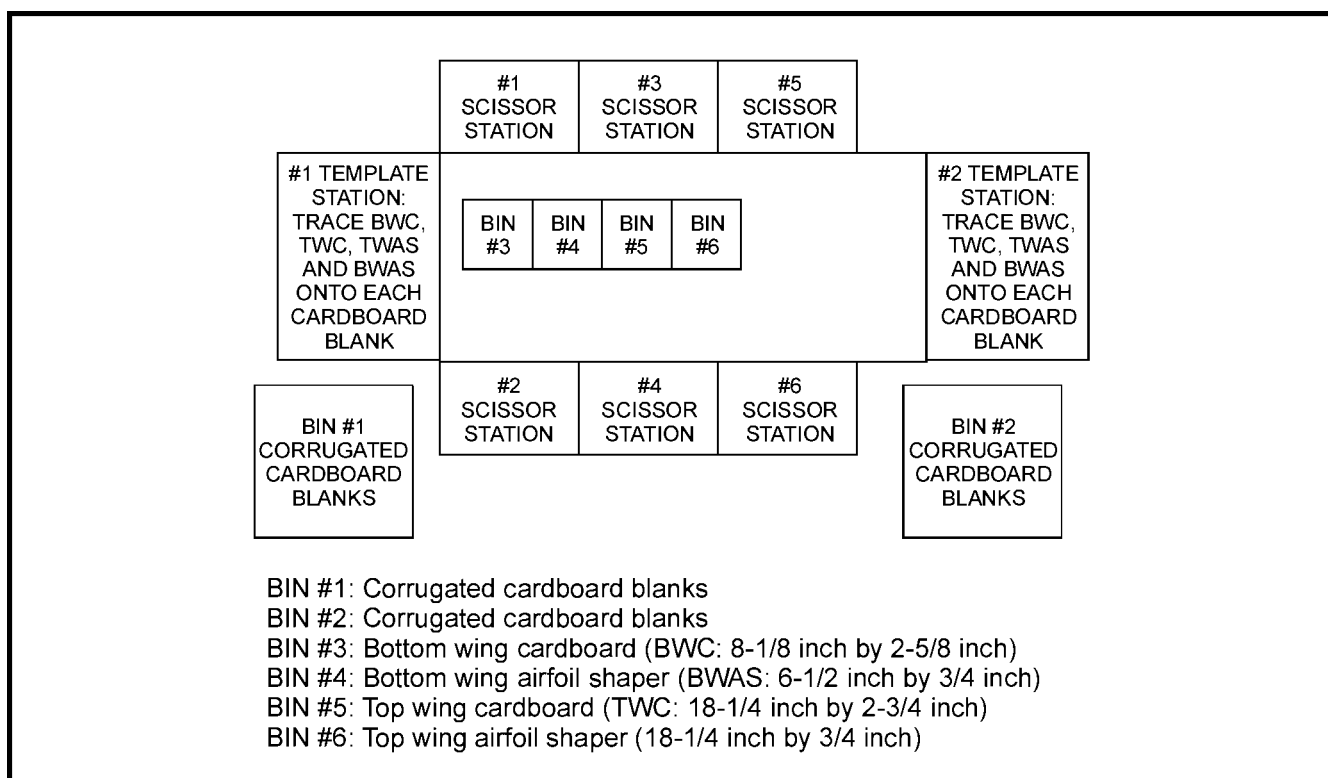 #1
SCISSOR
STATION
#3
SCISSOR
STATION
#5
SCISSOR
STATION
#1 TEMPLATE
STATION:
TRACE BWC,
TWC, TWAS
AND BWAS
ONTO EACH
CARDBOARD
BLANK
BIN
#3
BIN
#4
BIN
#5
BIN
#6
#2 TEMPLATE
STATION:
TRACE BWC,
TWC, TWAS
AND BWAS
ONTO EACH
CARDBOARD
BLANK
#2
SCISSOR
STATION
#4
SCISSOR
STATION
#6
SCISSOR
STATION
BIN #1
CORRUGATED
CARDBOARD
BLANKS
BIN #2
CORRUGATED
CARDBOARD
BLANKS
BIN #1: Corrugated cardboard blanks
BIN #2: Corrugated cardboard blanks
BIN #3: Bottom wing cardboard (BWC: 8-1/8 inch by 2-5/8 inch)
BIN #4: Bottom wing airfoil shaper (BWAS: 6-1/2 inch by 3/4 inch)
BIN #5: Top wing cardboard (TWC: 18-1/4 inch by 2-3/4 inch)
BIN #6: Top wing airfoil shaper (18-1/4 inch by 3/4 inch)